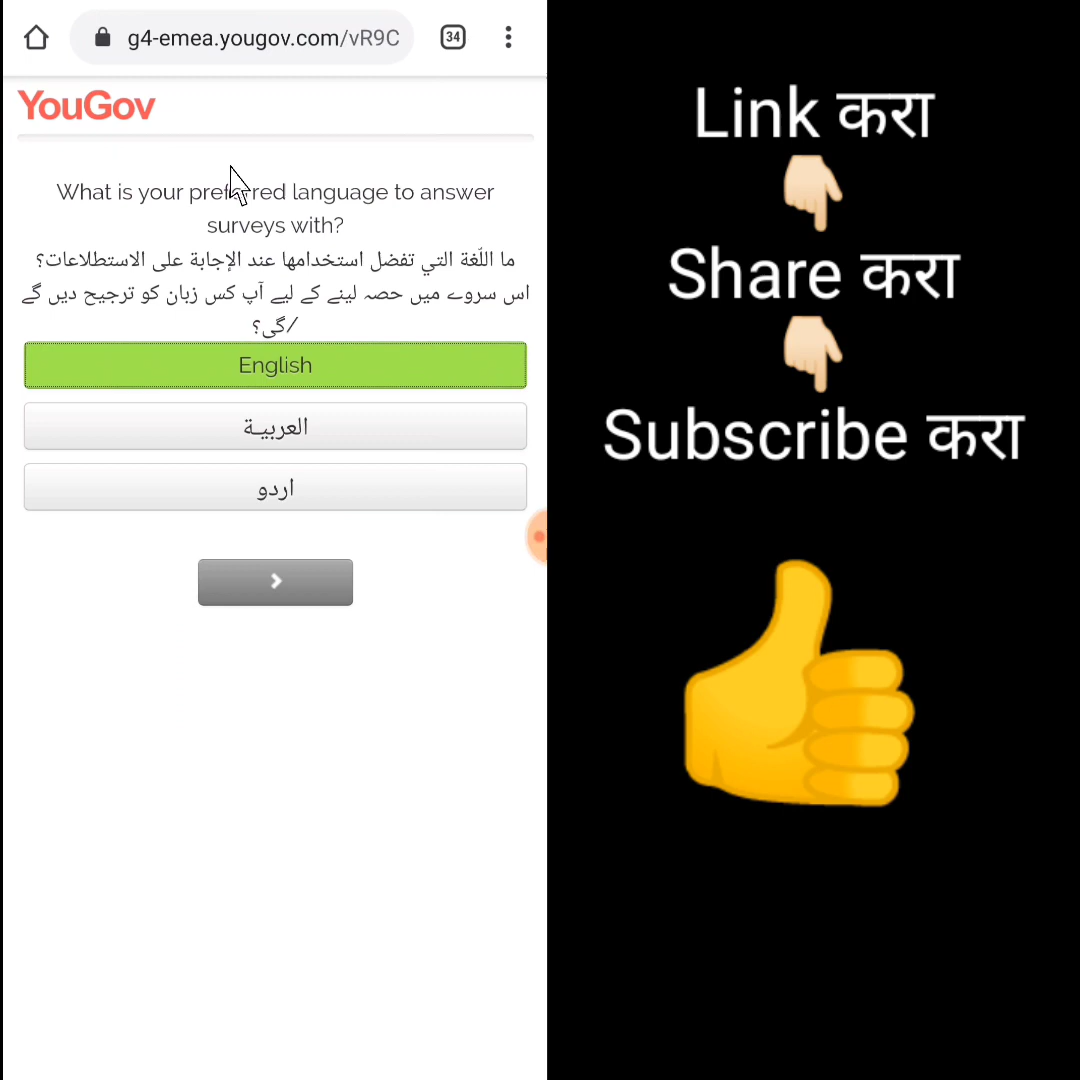 g4-emea.yougov.com/vR9C
34
YouGov
What is your preferred language to answer
surveys with?
ما اللّغة التي تفضل استخدامها عند الإجابة على الاستطلاعات؟
اس سروے میں حصہ لینے کے لیے آپ کس زبان کو ترجیح دیں گے
/گی؟
English
العربيـة
اردو
Link करा
Share करा
Subscribe करा